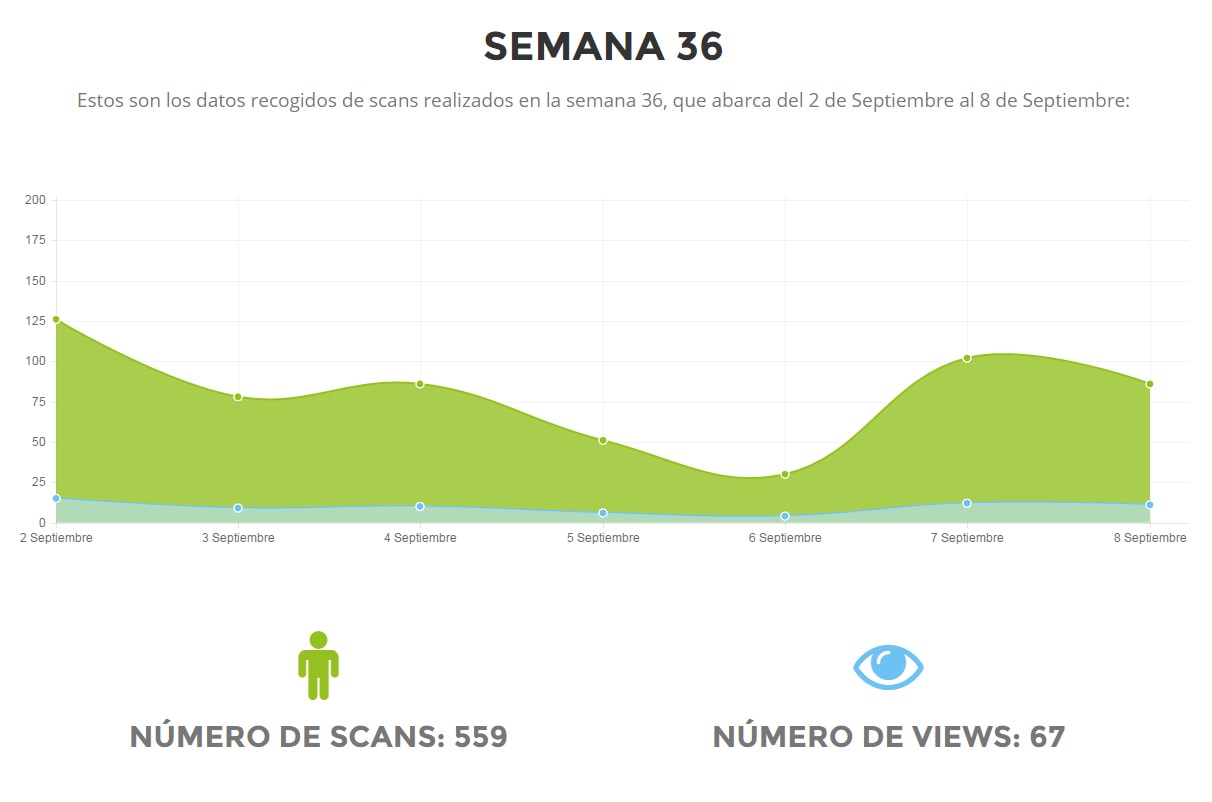 SEMANA 36
Estos son los datos recogidos de scans realizados en la semana 36, que abarca del 2 de Septiembre al 8 de Septiembre:
200
175
150
125
100
75
50
25
0
2 Septiembre 3 Septiembre 4 Septiembre 5 Septiembre 6 Septiembre 7 Septiembre 8 Septiembre
NÚMERO DE SCANS: 559 NÚMERO DE VIEWS: 67